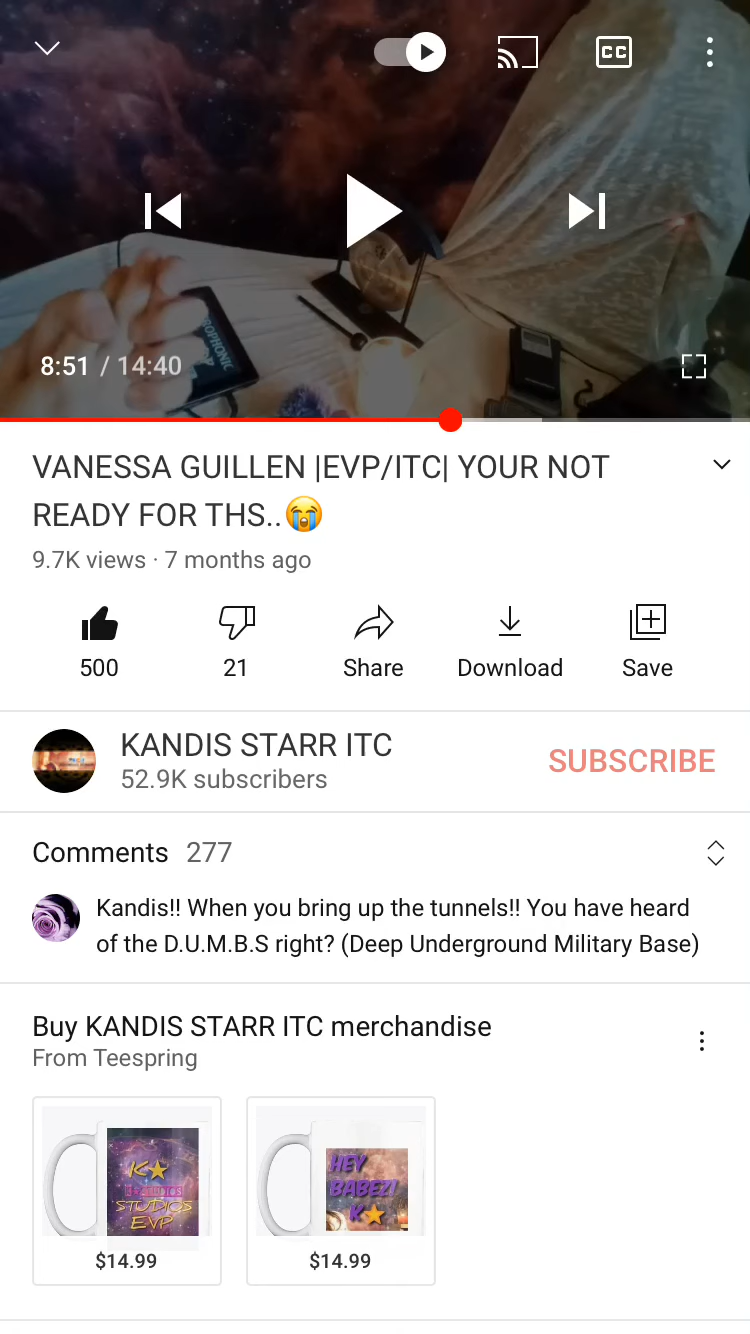 CC
ROPHONIC
8:51 / 14:40
VANESSA GUILLEN |EVP/ITC| YOUR NOT
READY FOR THS..😭
9.7K views · 7 months ago
500
21
Share
Download
Save
KANDIS STARR ITC
52.9K subscribers
SUBSCRIBE
Comments 277
Kandis!! When you bring up the tunnels!! You have heard
of the D.U.M.B.S right? (Deep Underground Military Base)
Buy KANDIS STARR ITC merchandise
From Teespring
K
STUDIOS
EVP
HEY
BABEZ!
K
$14.99
$14.99